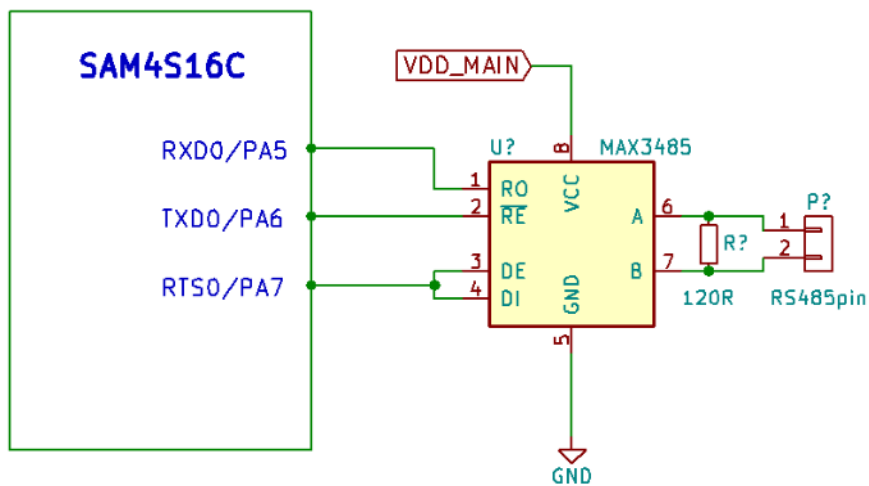 SAM4S16C
VDD_MAIN
RXD0/PA5
TXD0/PA6
RTS0/PA7
U?
MAX3485
8
VCC
1
RO
2
RE
3
DE
4
DI
GND
5
A
6
B
7
R?
120R
P?
1
2
RS485pin
GND